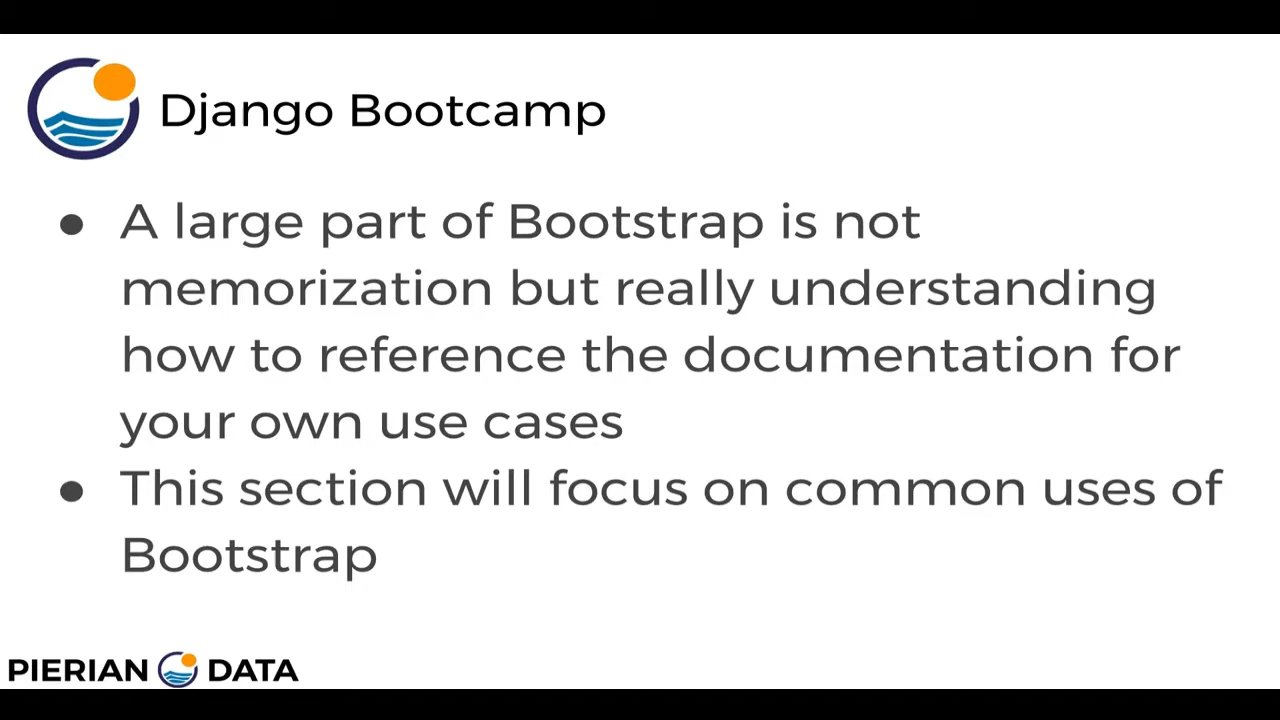 Django Bootcamp
● A large part of Bootstrap is not
memorization but really understanding
how to reference the documentation for
your own use cases
● This section will focus on common uses of
Bootstrap
PIERIAN DATA